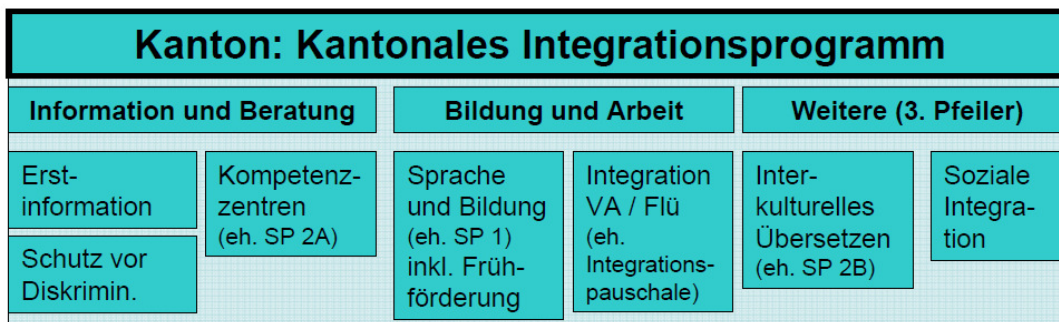 Kanton: Kantonales Integrationsprogramm
Information und Beratung
Bildung und Arbeit
Weitere (3. Pfeiler)
Erst-
information
Schutz vor
Diskrimin.
Kompetenz-
zentren
(eh. SP 2A)
Sprache
und Bildung
(eh. SP 1)
inkl. Früh-
förderung
Integration
VA / Flü
(eh.
Integrations-
pauschale)
Inter-
kulturelles
Übersetzen
(eh. SP 2B)
Soziale
Integra-
tion